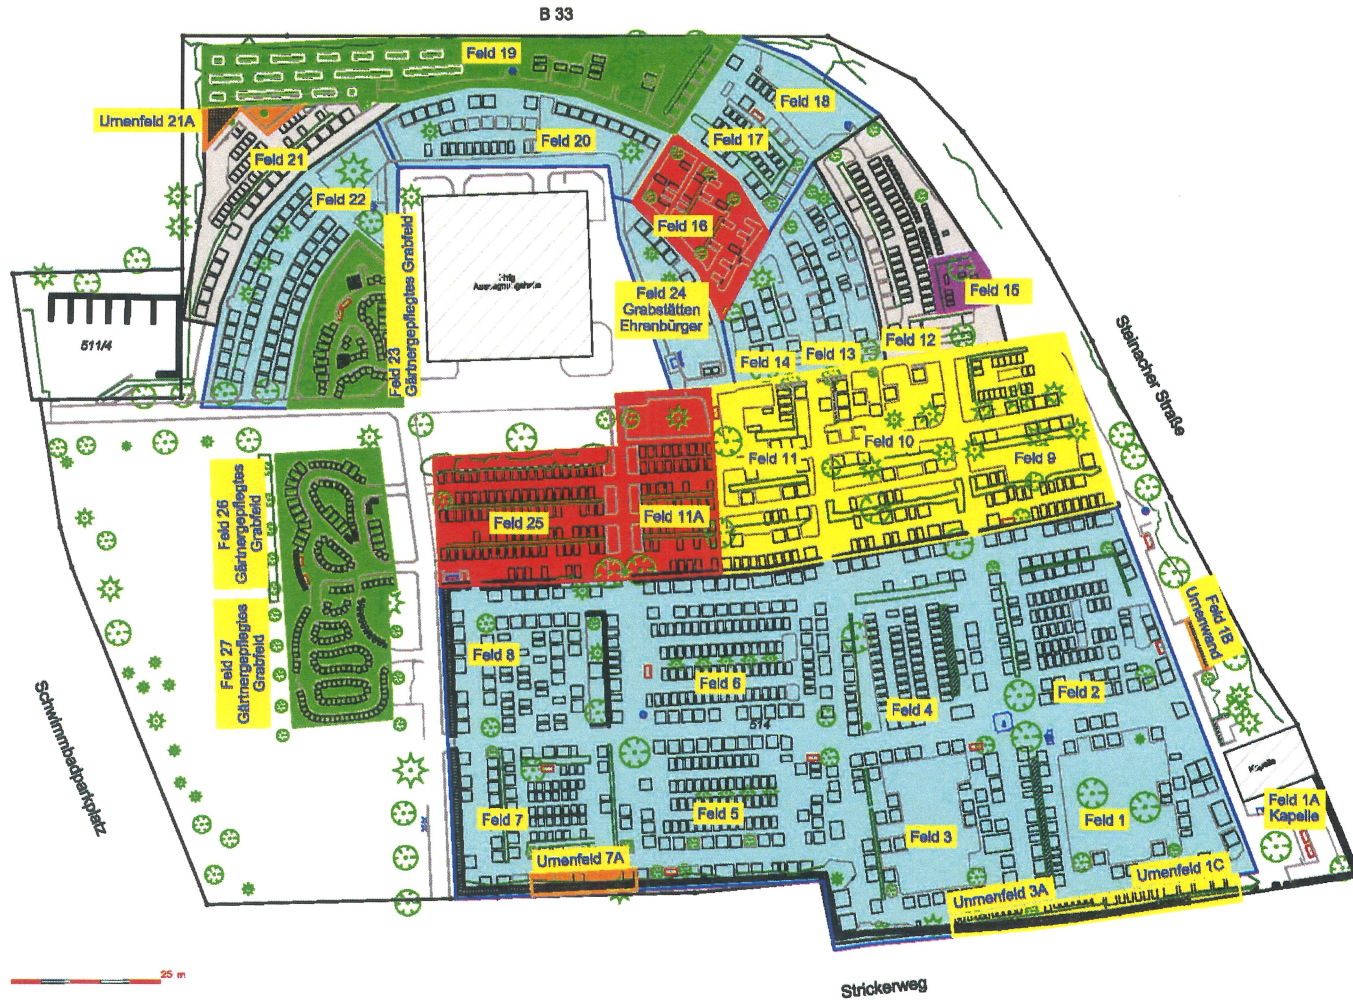 B 33
Feld 19
Urnenfeld 21A
Feld 18
Feld 17
Feld 20
Feld 21
Feld 22
Feld 16
Feld 23
Gärtnergepflegtes Grabfeld
Feld 24
Grabstätten
Ehrenbürger
Feld 15
511/4
Feld 14
Feld 13
Feld 12
Steinacher Straße
Feld 11
Feld 10
Feld 9
Feld 26
Gärtnergepflegtes
Grabfeld
Feld 25
Feld 11A
Feld 27
Gärtnergepflegtes
Grabfeld
Feld 1B
Urnenwand
Feld 8
Feld 6
Feld 4
Feld 2
514
Schwimmbadparkplatz
Kapelle
Feld 7
Feld 5
Feld 3
Feld 1
Feld 1A
Kapelle
Urnenfeld 7A
Unrnenfeld 3A
Urnenfeld 1C
25 m
Strickerweg